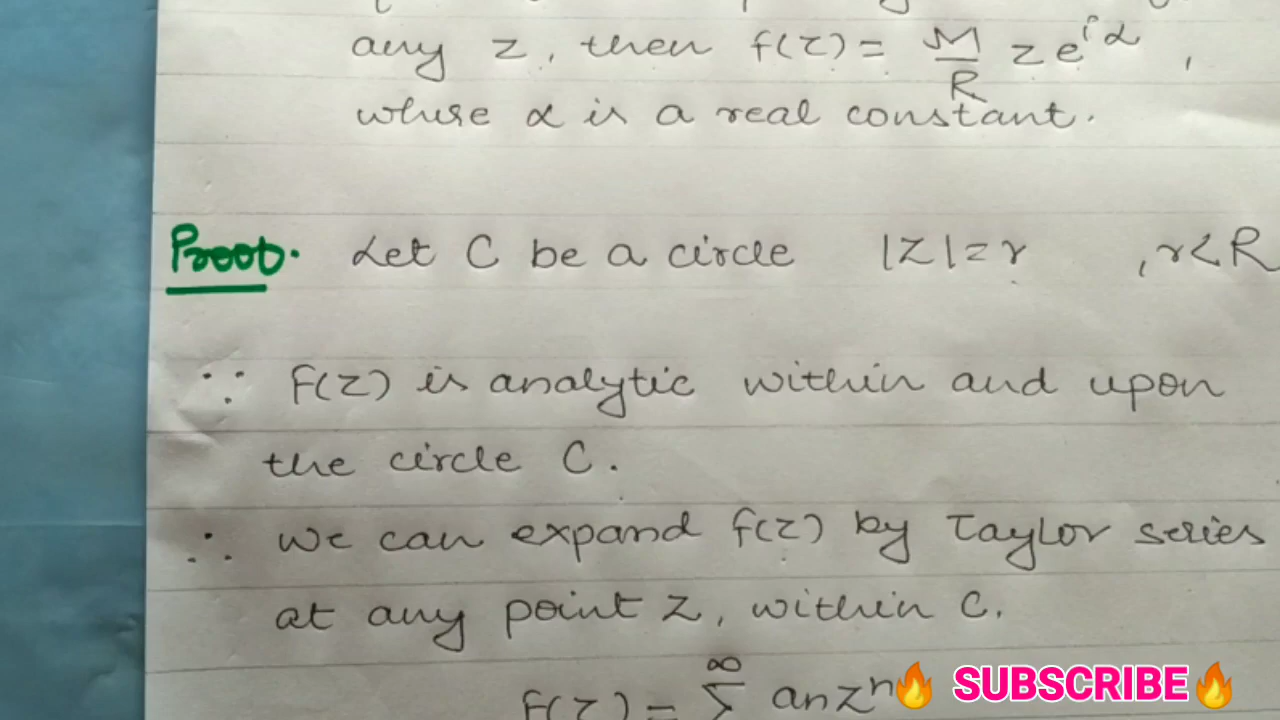 any z, then f(z) = M/R z e^{iα},
where α is a real constant.
Proof. Let C be a circle |z| = r , r < R
∵ f(z) is analytic within and upon
the circle C.
∴ we can expand f(z) by Taylor series
at any point z, within C.
f(z) = ∞∑ anzⁿ
🔥 SUBSCRIBE🔥